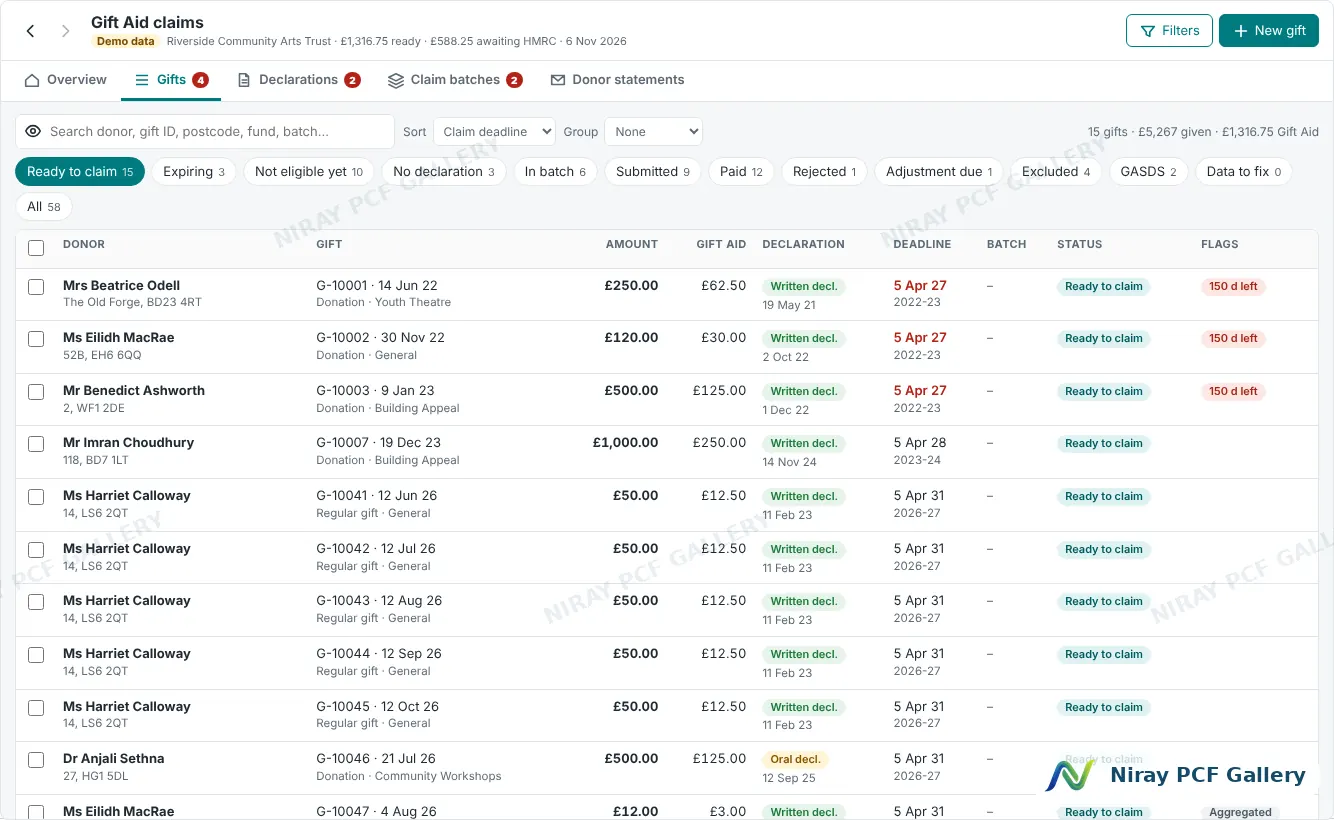 Gift Aid claims
Demo data Riverside Community Arts Trust · £1,316.75 ready · £588.25 awaiting HMRC · 6 Nov 2026
Filters
New gift
Overview
Gifts 4
Declarations 2
Claim batches 2
Donor statements
Search donor, gift ID, postcode, fund, batch...
Sort Claim deadline
Group None
15 gifts · £5,267 given · £1,316.75 Gift Aid
Ready to claim 15
Expiring 3
Not eligible yet 10
No declaration 3
In batch 6
Submitted 9
Paid 12
Rejected 1
Adjustment due 1
Excluded 4
GASDS 2
Data to fix 0
All 58
DONOR GIFT AMOUNT GIFT AID DECLARATION DEADLINE BATCH STATUS FLAGS
Mrs Beatrice Odell G-10001 · 14 Jun 22 £250.00 £62.50 Written decl. 5 Apr 27 – Ready to claim 150 d left
The Old Forge, BD23 4RT Donation · Youth Theatre 19 May 21 2022-23
Ms Eilidh MacRae G-10002 · 30 Nov 22 £120.00 £30.00 Written decl. 5 Apr 27 – Ready to claim 150 d left
52B, EH6 6QQ Donation · General 2 Oct 22 2022-23
Mr Benedict Ashworth G-10003 · 9 Jan 23 £500.00 £125.00 Written decl. 5 Apr 27 – Ready to claim 150 d left
2, WF1 2DE Donation · Building Appeal 1 Dec 22 2022-23
Mr Imran Choudhury G-10007 · 19 Dec 23 £1,000.00 £250.00 Written decl. 5 Apr 28 – Ready to claim
118, BD7 1LT Donation · Building Appeal 14 Nov 24 2023-24
Ms Harriet Calloway G-10041 · 12 Jun 26 £50.00 £12.50 Written decl. 5 Apr 31 – Ready to claim
14, LS6 2QT Regular gift · General 11 Feb 23 2026-27
Ms Harriet Calloway G-10042 · 12 Jul 26 £50.00 £12.50 Written decl. 5 Apr 31 – Ready to claim
14, LS6 2QT Regular gift · General 11 Feb 23 2026-27
Ms Harriet Calloway G-10043 · 12 Aug 26 £50.00 £12.50 Written decl. 5 Apr 31 – Ready to claim
14, LS6 2QT Regular gift · General 11 Feb 23 2026-27
Ms Harriet Calloway G-10044 · 12 Sep 26 £50.00 £12.50 Written decl. 5 Apr 31 – Ready to claim
14, LS6 2QT Regular gift · General 11 Feb 23 2026-27
Ms Harriet Calloway G-10045 · 12 Oct 26 £50.00 £12.50 Written decl. 5 Apr 31 – Ready to claim
14, LS6 2QT Regular gift · General 11 Feb 23 2026-27
Dr Anjali Sethna G-10046 · 21 Jul 26 £500.00 £125.00 Oral decl. 5 Apr 31 – Ready to claim
27, HG1 5DL Donation · Community Workshops 12 Sep 25 2026-27
Ms Eilidh MacRae G-10047 · 4 Aug 26 £12.00 £3.00 Written decl. 5 Apr 31 – Ready to claim Aggregated
Niray PCF Gallery
NIRAY PCF GALLERY
NIRAY PCF GALLERY
PCF GALLERY
NIRAY PCF GALLERY
NIRAY PCF GALL